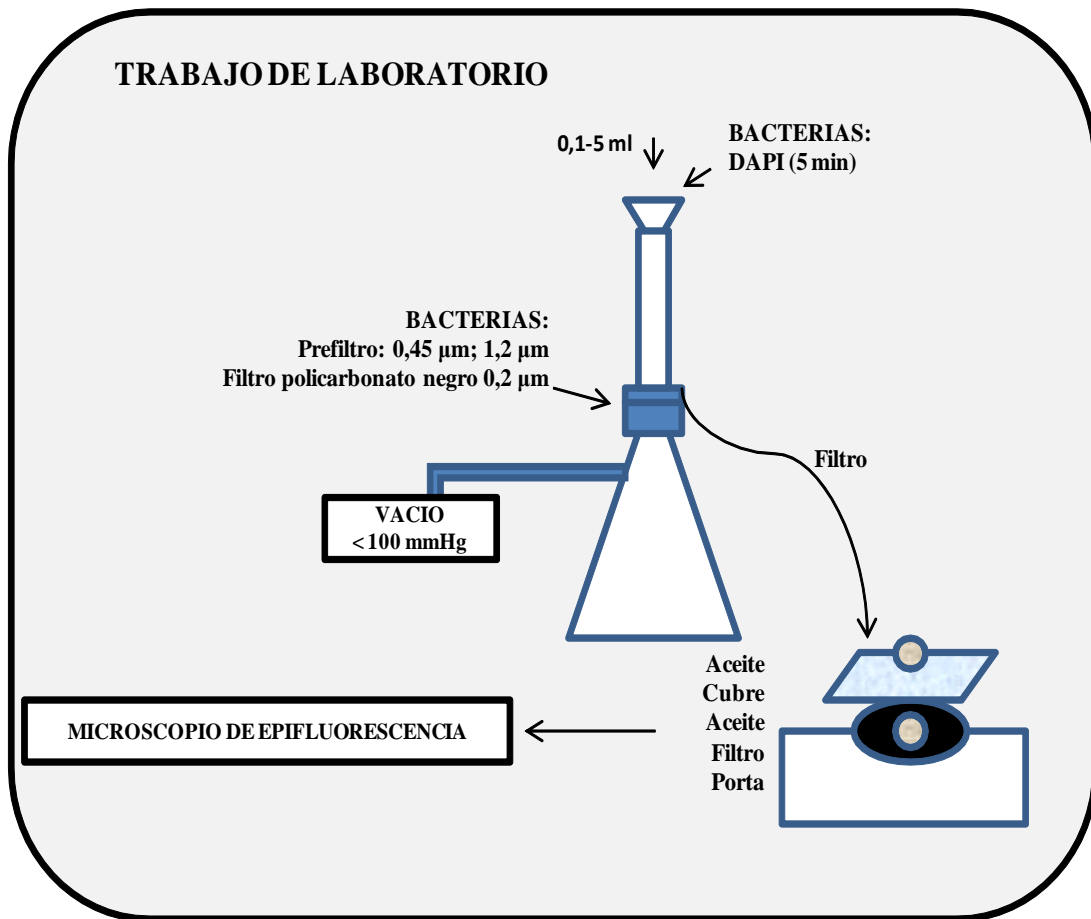 TRABAJO DE LABORATORIO
0,1-5 ml
BACTERIAS:
DAPI (5 min)
BACTERIAS:
Prefiltro: 0,45 µm; 1,2 µm
Filtro policarbonato negro 0,2 µm
Filtro
VACIO
< 100 mmHg
Aceite
Cubre
Aceite
Filtro
Porta
MICROSCOPIO DE EPIFLUORESCENCIA